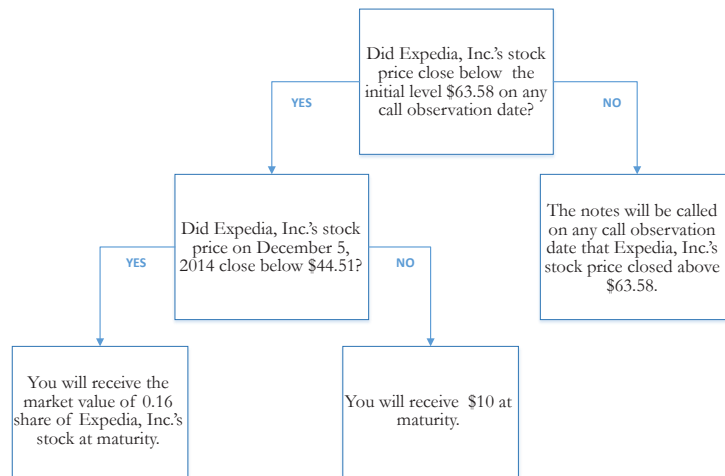 Did Expedia, Inc.'s stock
price close below the
initial level $63.58 on any
call observation date?
YES
NO
Did Expedia, Inc.'s stock
price on December 5,
2014 close below $44.51?
The notes will be called
on any call observation
date that Expedia, Inc.'s
stock price closed above
$63.58.
YES
NO
You will receive the
market value of 0.16
share of Expedia, Inc.'s
stock at maturity.
You will receive $10 at
maturity.